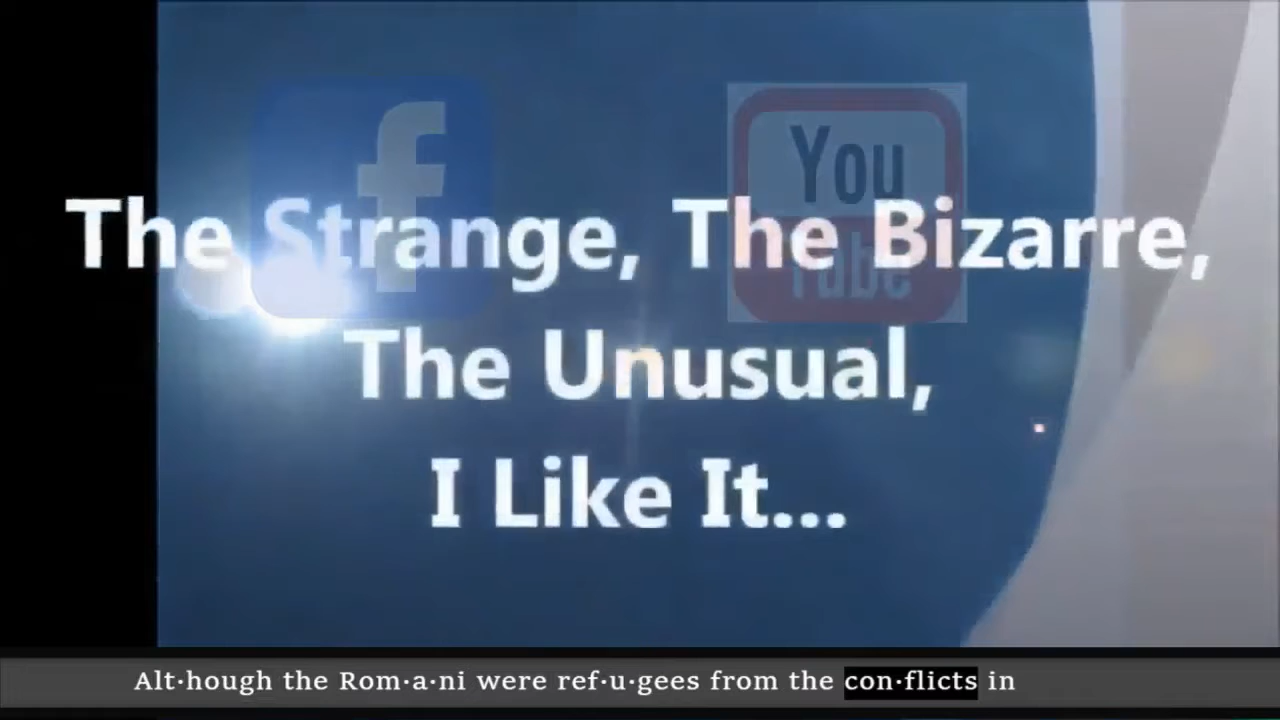 f
You
Tube
The Strange, The Bizarre,
The Unusual,
I Like It...
Alt·hough the Rom·a·ni were ref·u·gees from the con·flicts in